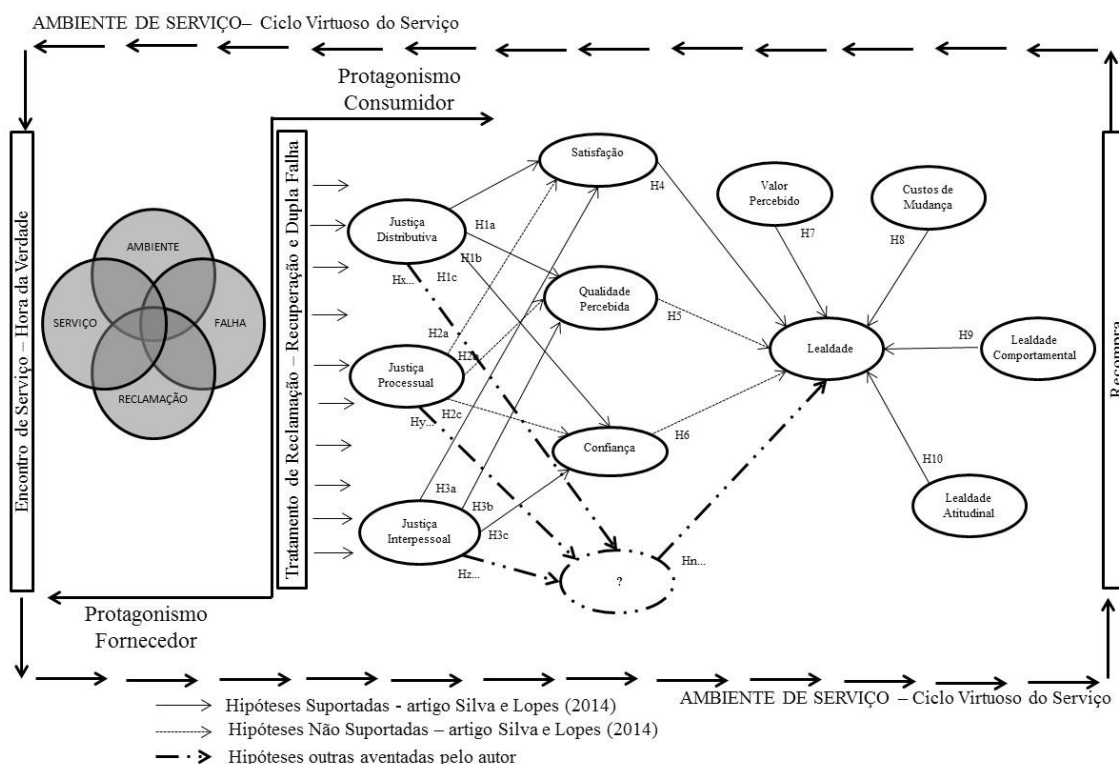 AMBIENTE DE SERVIÇO– Ciclo Virtuoso do Serviço
Protagonismo
Consumidor
Encontro de Serviço – Hora da Verdade
AMBIENTE
SERVIÇO
FALHA
RECLAMAÇÃO
Tratamento de Reclamação – Recuperação e Dupla Falha
Justiça
Distributiva
Justiça
Processual
Justiça
Interpessoal
H1a
H1b
H1c
Hx...
H2a
H2b
H2c
Hy...
H3a
H3b
H3c
Hz...
Satisfação
Qualidade
Percebida
Confiança
?
H4
H5
H6
Hn...
Valor
Percebido
Custos de
Mudança
H7
H8
Lealdade
H9
Lealdade
Comportamental
H10
Lealdade
Atitudinal
Recompra
Protagonismo
Fornecedor
AMBIENTE DE SERVIÇO – Ciclo Virtuoso do Serviço
Hipóteses Suportadas - artigo Silva e Lopes (2014)
Hipóteses Não Suportadas – artigo Silva e Lopes (2014)
Hipóteses outras aventadas pelo autor